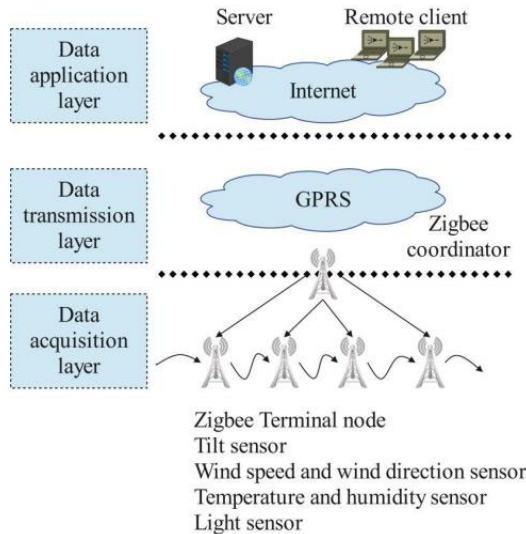 Server
Remote client
Data
application
layer
Internet
Data
transmission
layer
GPRS
Zigbee
coordinator
Data
acquisition
layer
Zigbee Terminal node
Tilt sensor
Wind speed and wind direction sensor
Temperature and humidity sensor
Light sensor